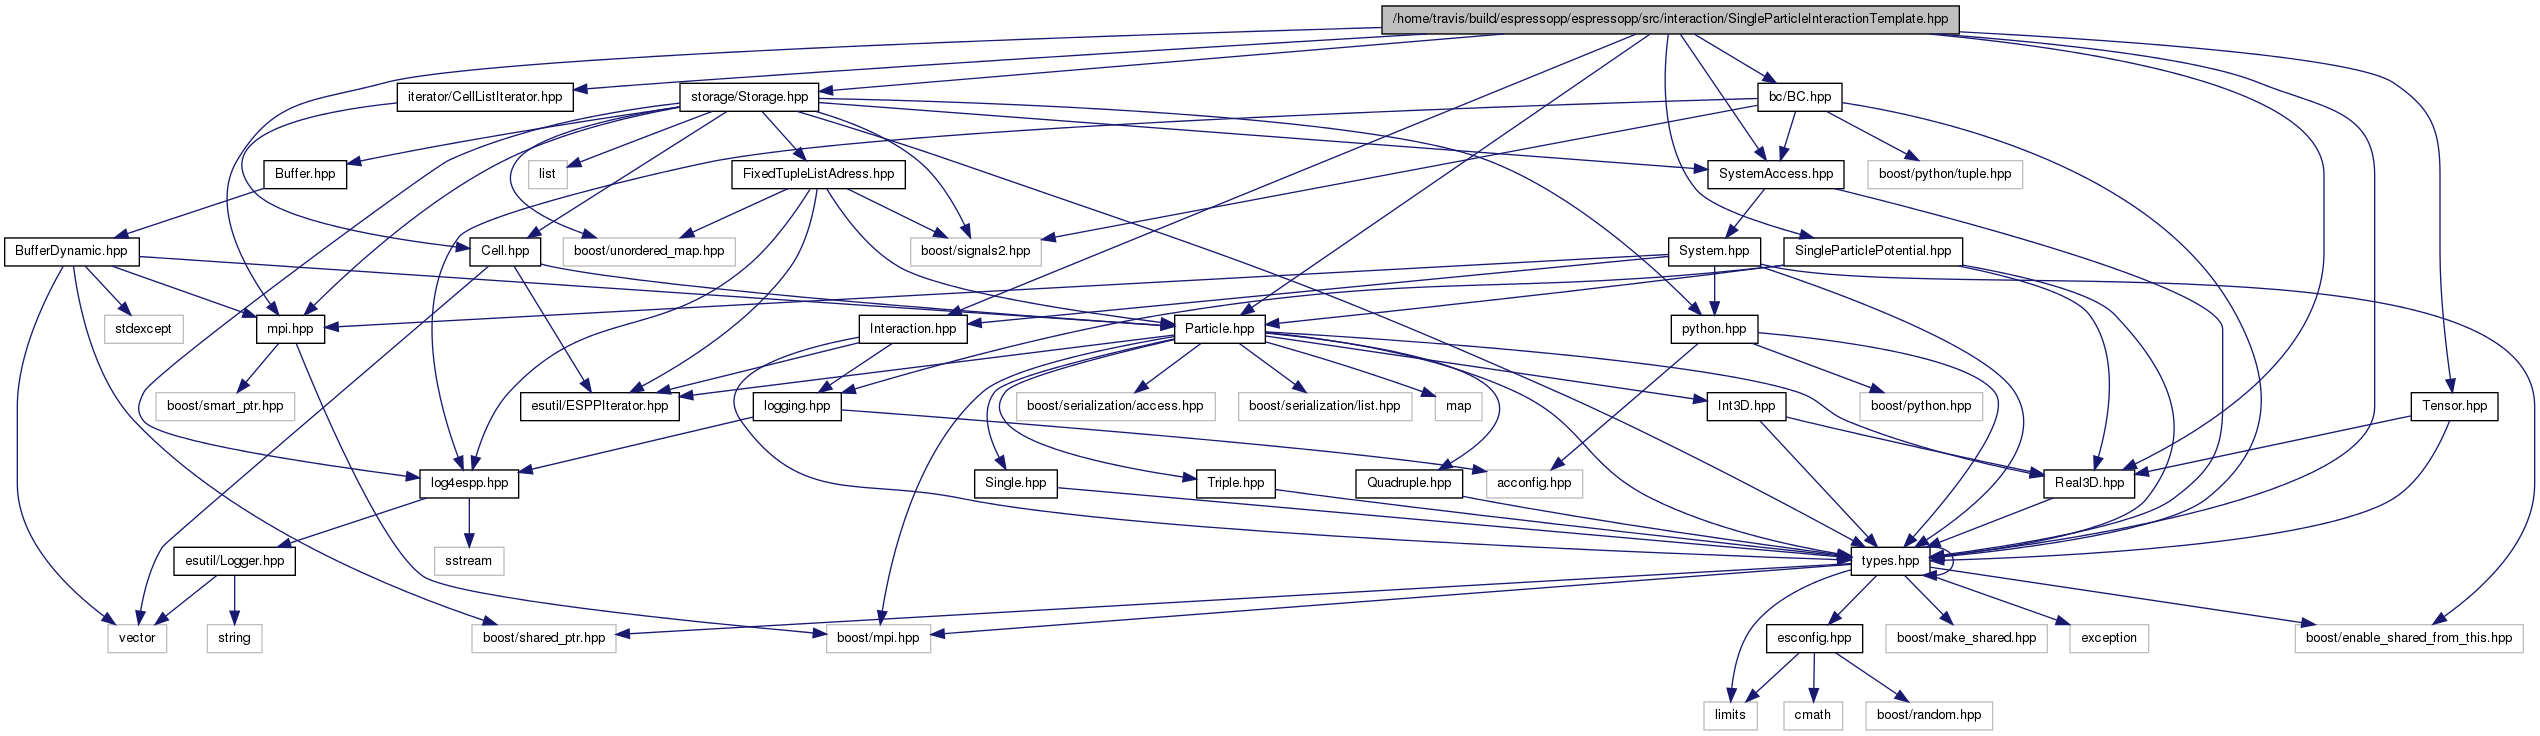 /home/travis/build/espressopp/espressopp/src/interaction/SingleParticleInteractionTemplate.hpp
iterator/CellListIterator.hpp
storage/Storage.hpp
bc/BC.hpp
Buffer.hpp
list
FixedTupleListAdress.hpp
SystemAccess.hpp
boost/python/tuple.hpp
BufferDynamic.hpp
Cell.hpp
boost/unordered_map.hpp
boost/signals2.hpp
System.hpp
SingleParticlePotential.hpp
stdexcept
mpi.hpp
Interaction.hpp
Particle.hpp
python.hpp
boost/smart_ptr.hpp
esutil/ESPPIterator.hpp
logging.hpp
boost/serialization/access.hpp
boost/serialization/list.hpp
map
Int3D.hpp
boost/python.hpp
Tensor.hpp
log4espp.hpp
Single.hpp
Triple.hpp
Quadruple.hpp
acconfig.hpp
Real3D.hpp
esutil/Logger.hpp
sstream
types.hpp
vector
string
boost/shared_ptr.hpp
boost/mpi.hpp
esconfig.hpp
boost/make_shared.hpp
exception
boost/enable_shared_from_this.hpp
limits
cmath
boost/random.hpp